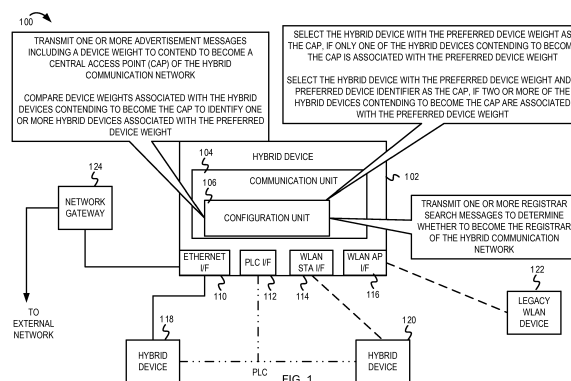 100
TRANSMIT ONE OR MORE ADVERTISEMENT MESSAGES
INCLUDING A DEVICE WEIGHT TO CONTEND TO BECOME A
CENTRAL ACCESS POINT (CAP) OF THE HYBRID
COMMUNICATION NETWORK
COMPARE DEVICE WEIGHTS ASSOCIATED WITH THE HYBRID
DEVICES CONTENDING TO BECOME THE CAP TO IDENTIFY ONE
OR MORE HYBRID DEVICES ASSOCIATED WITH THE PREFERRED
DEVICE WEIGHT
SELECT THE HYBRID DEVICE WITH THE PREFERRED DEVICE WEIGHT AS
THE CAP, IF ONLY ONE OF THE HYBRID DEVICES CONTENDING TO BECOM
THE CAP IS ASSOCIATED WITH THE PREFERRED DEVICE WEIGHT
SELECT THE HYBRID DEVICE WITH THE PREFERRED DEVICE WEIGHT AND
PREFERRED DEVICE IDENTIFIER AS THE CAP, IF TWO OR MORE OF THE
HYBRID DEVICES CONTENDING TO BECOME THE CAP ARE ASSOCIATED
WITH THE PREFERRED DEVICE WEIGHT
104
HYBRID DEVICE
102
106
COMMUNICATION UNIT
CONFIGURATION UNIT
124
NETWORK
GATEWAY
TRANSMIT ONE OR MORE REGISTRAR
SEARCH MESSAGES TO DETERMINE
WHETHER TO BECOME THE REGISTRAR
OF THE HYBRID COMMUNICATION
NETWORK
ETHERNET
I/F
PLC I/F
WLAN
STA I/F
WLAN AP
I/F
110
112
114
116
122
LEGACY
WLAN
DEVICE
TO
EXTERNAL
NETWORK
118
HYBRID
DEVICE
120
HYBRID
DEVICE
PLC
FIG. 1